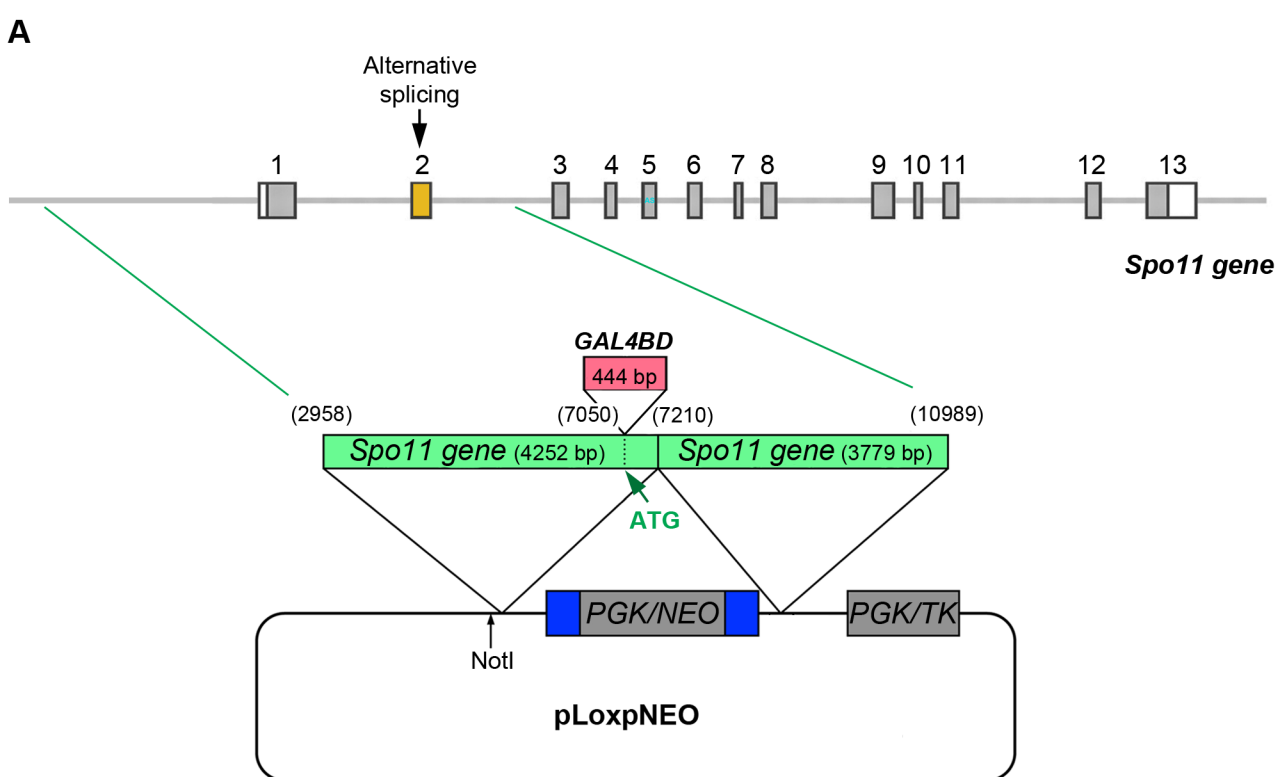 A
Alternative
splicing
1 2 3 4 5 6 7 8 9 10 11 12 13
AS
Spo11 gene
GAL4BD
444 bp
(2958) (7050) (7210) (10989)
Spo11 gene (4252 bp) Spo11 gene (3779 bp)
ATG
PGK/NEO PGK/TK
NotI
pLoxpNEO